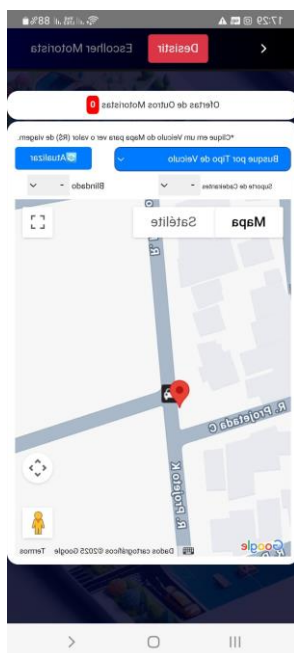 17:29
88%
Desistir
Escolher Motorista
Ofertas de Outros Motoristas 0
*Clique em um Veículo do Mapa para ver o valor (R$) de viagem.
Busque por Tipo de Veículo
Atualizar
Suporte de Cadeirantes -
Blindado -
Mapa
Satélite
R. Projetada C
R. Projeto K
Google
Dados cartográficos ©2025 Google
Termos